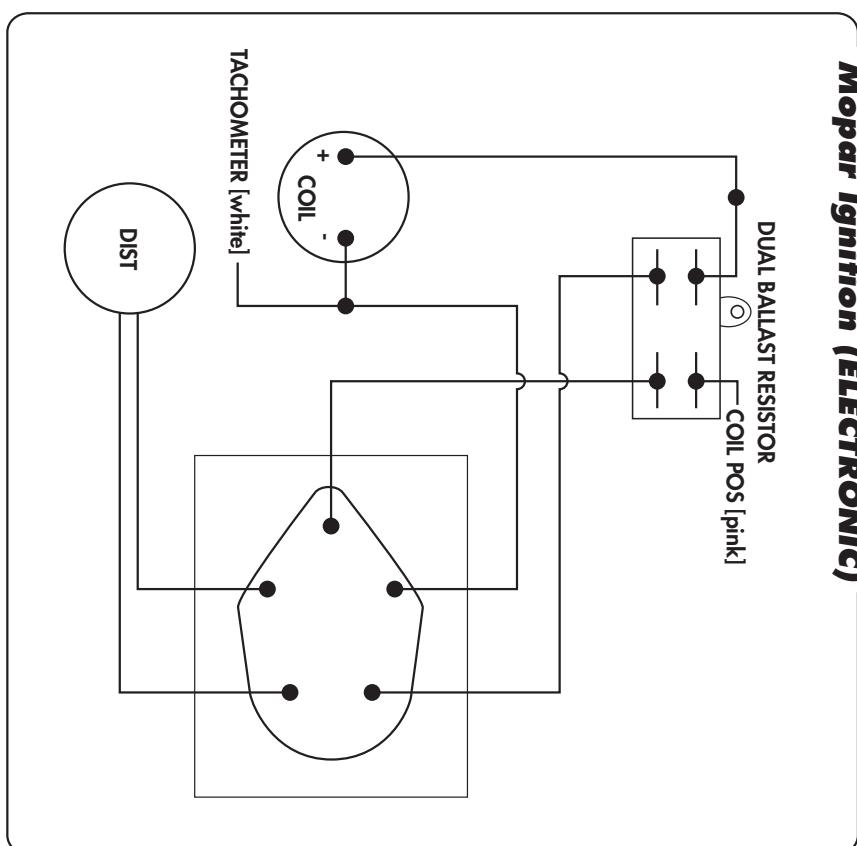 Mopar Ignition (ELECTRONIC)
DUAL BALLAST RESISTOR
COIL POS [pink]
+
COIL
-
TACHOMETER [white]
DIST